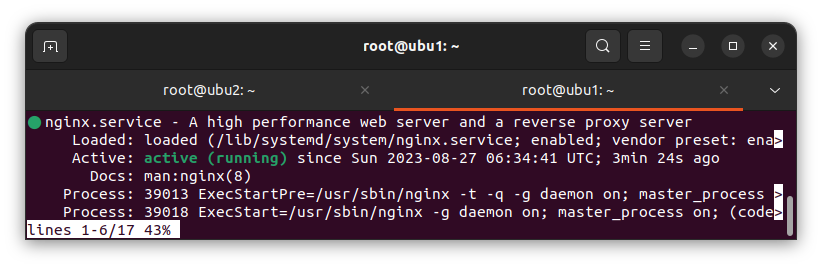 root@ubu1: ~
root@ubu2: ~
root@ubu1: ~
nginx.service - A high performance web server and a reverse proxy server
Loaded: loaded (/lib/systemd/system/nginx.service; enabled; vendor preset: ena>
Active: active (running) since Sun 2023-08-27 06:34:41 UTC; 3min 24s ago
Docs: man:nginx(8)
Process: 39013 ExecStartPre=/usr/sbin/nginx -t -q -g daemon on; master_process >
Process: 39018 ExecStart=/usr/sbin/nginx -g daemon on; master_process on; (code>
lines 1-6/17 43%